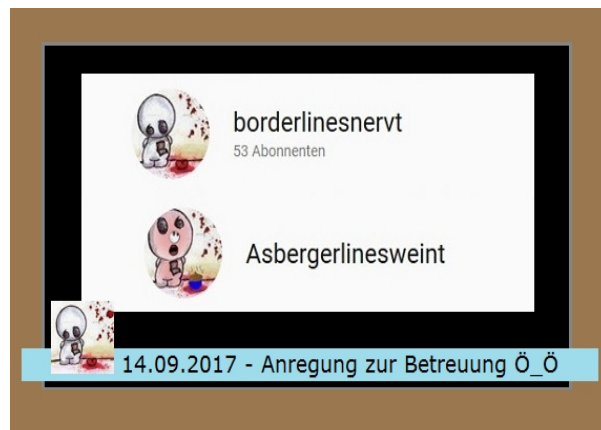 borderlinesnervt
53 Abonnenten
Asbergerlinesweint
14.09.2017 - Anregung zur Betreuung Ö_Ö